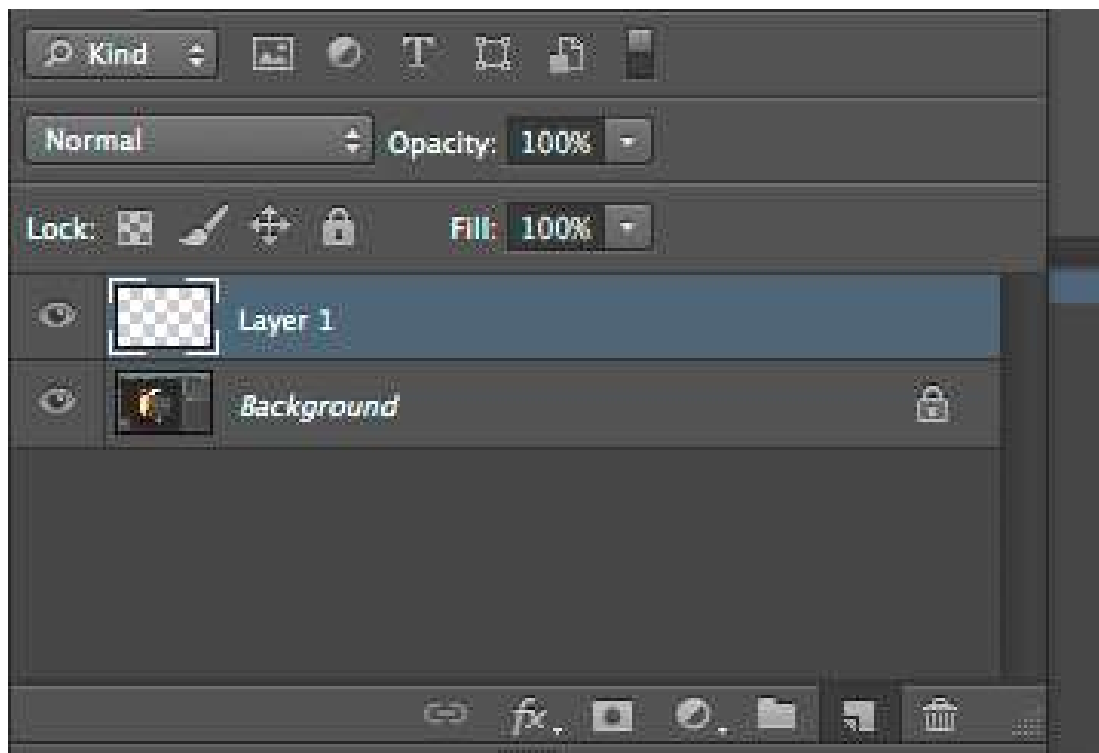 Kind
Normal Opacity: 100%
Lock: Fill: 100%
Layer 1
Background
fx.